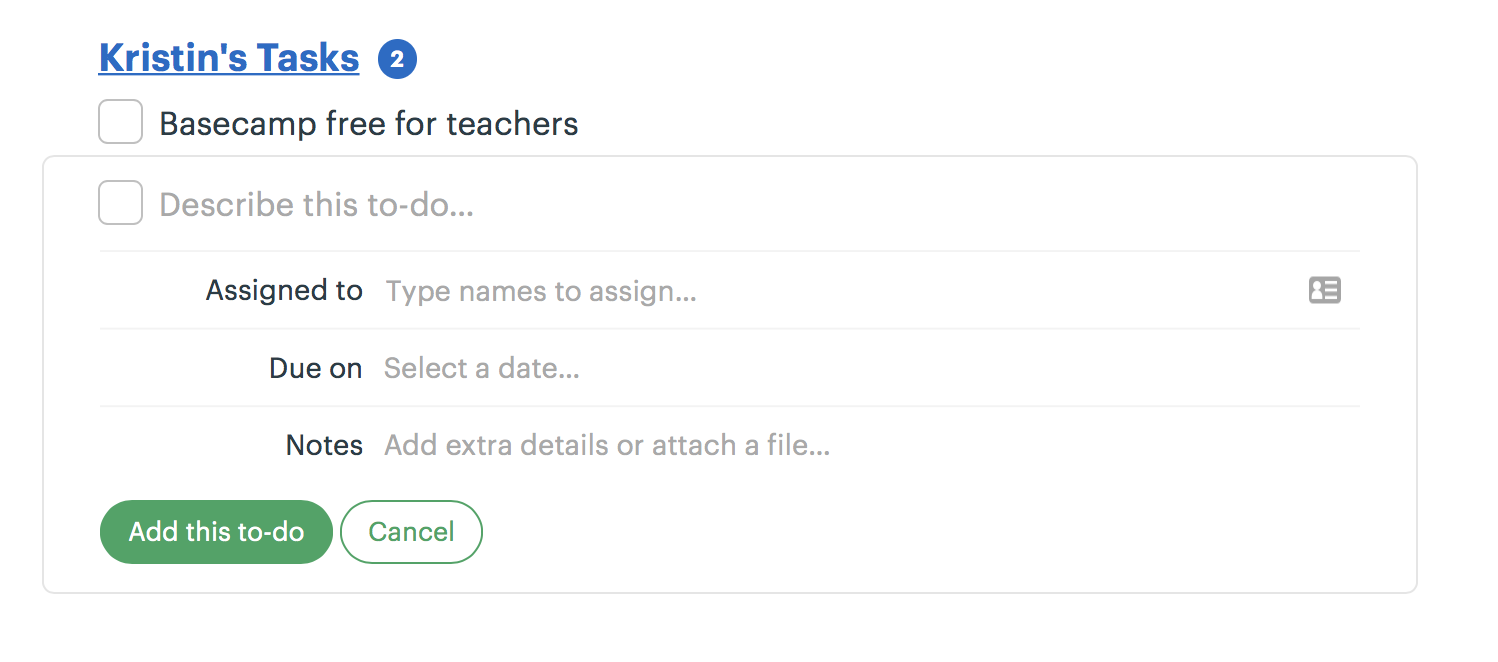 Kristin's Tasks 2
Basecamp free for teachers
Describe this to-do...
Assigned to Type names to assign...
Due on Select a date...
Notes Add extra details or attach a file...
Add this to-do Cancel